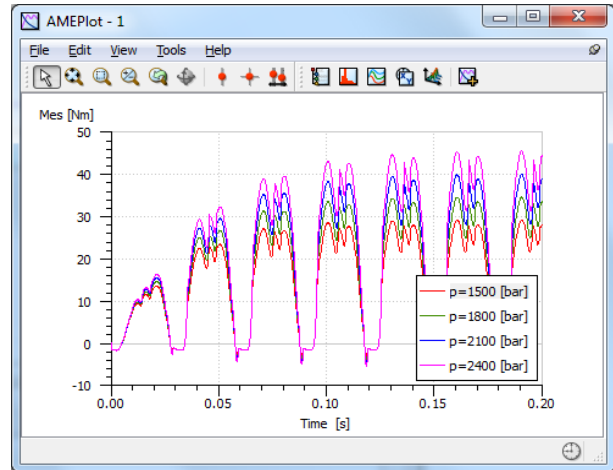 AMEPlot - 1
File Edit View Tools Help
Mes [Nm]
50
40
30
20
10
0
-10
p=1500 [bar]
p=1800 [bar]
p=2100 [bar]
p=2400 [bar]
0.00 0.05 0.10 0.15 0.20
Time [s]